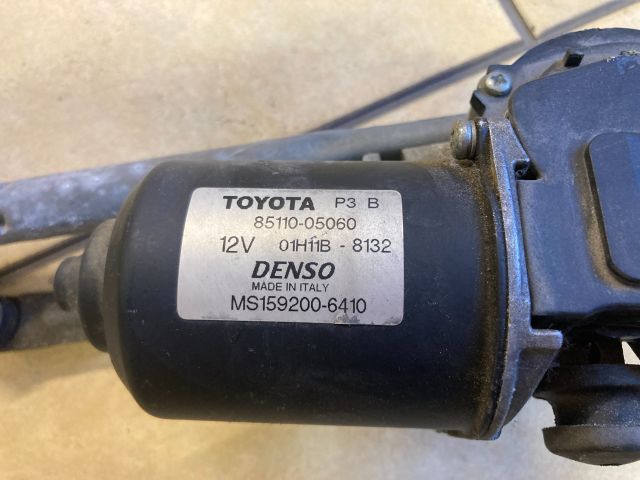 TOYOTA P3 B
85110-05060
12V 01H11B - 8132
DENSO
MADE IN ITALY
MS159200-6410